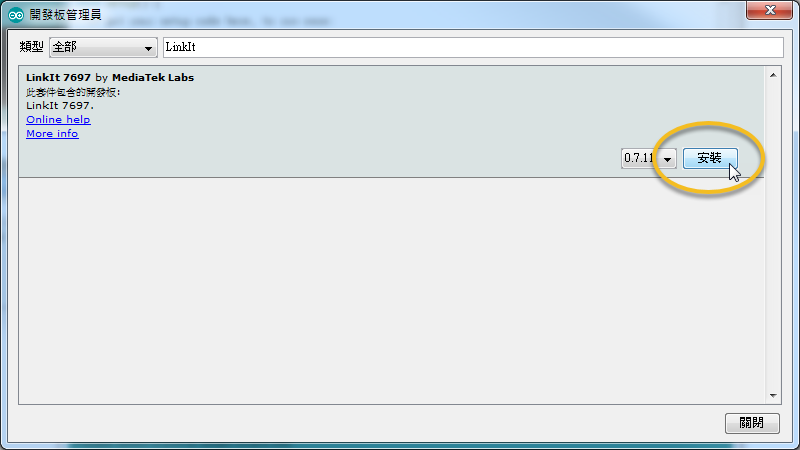 開發板管理員
類型 全部 LinkIt
LinkIt 7697 by MediaTek Labs
此套件包含的開發板:
LinkIt 7697.
Online help
More info
0.7.11 安裝
關閉